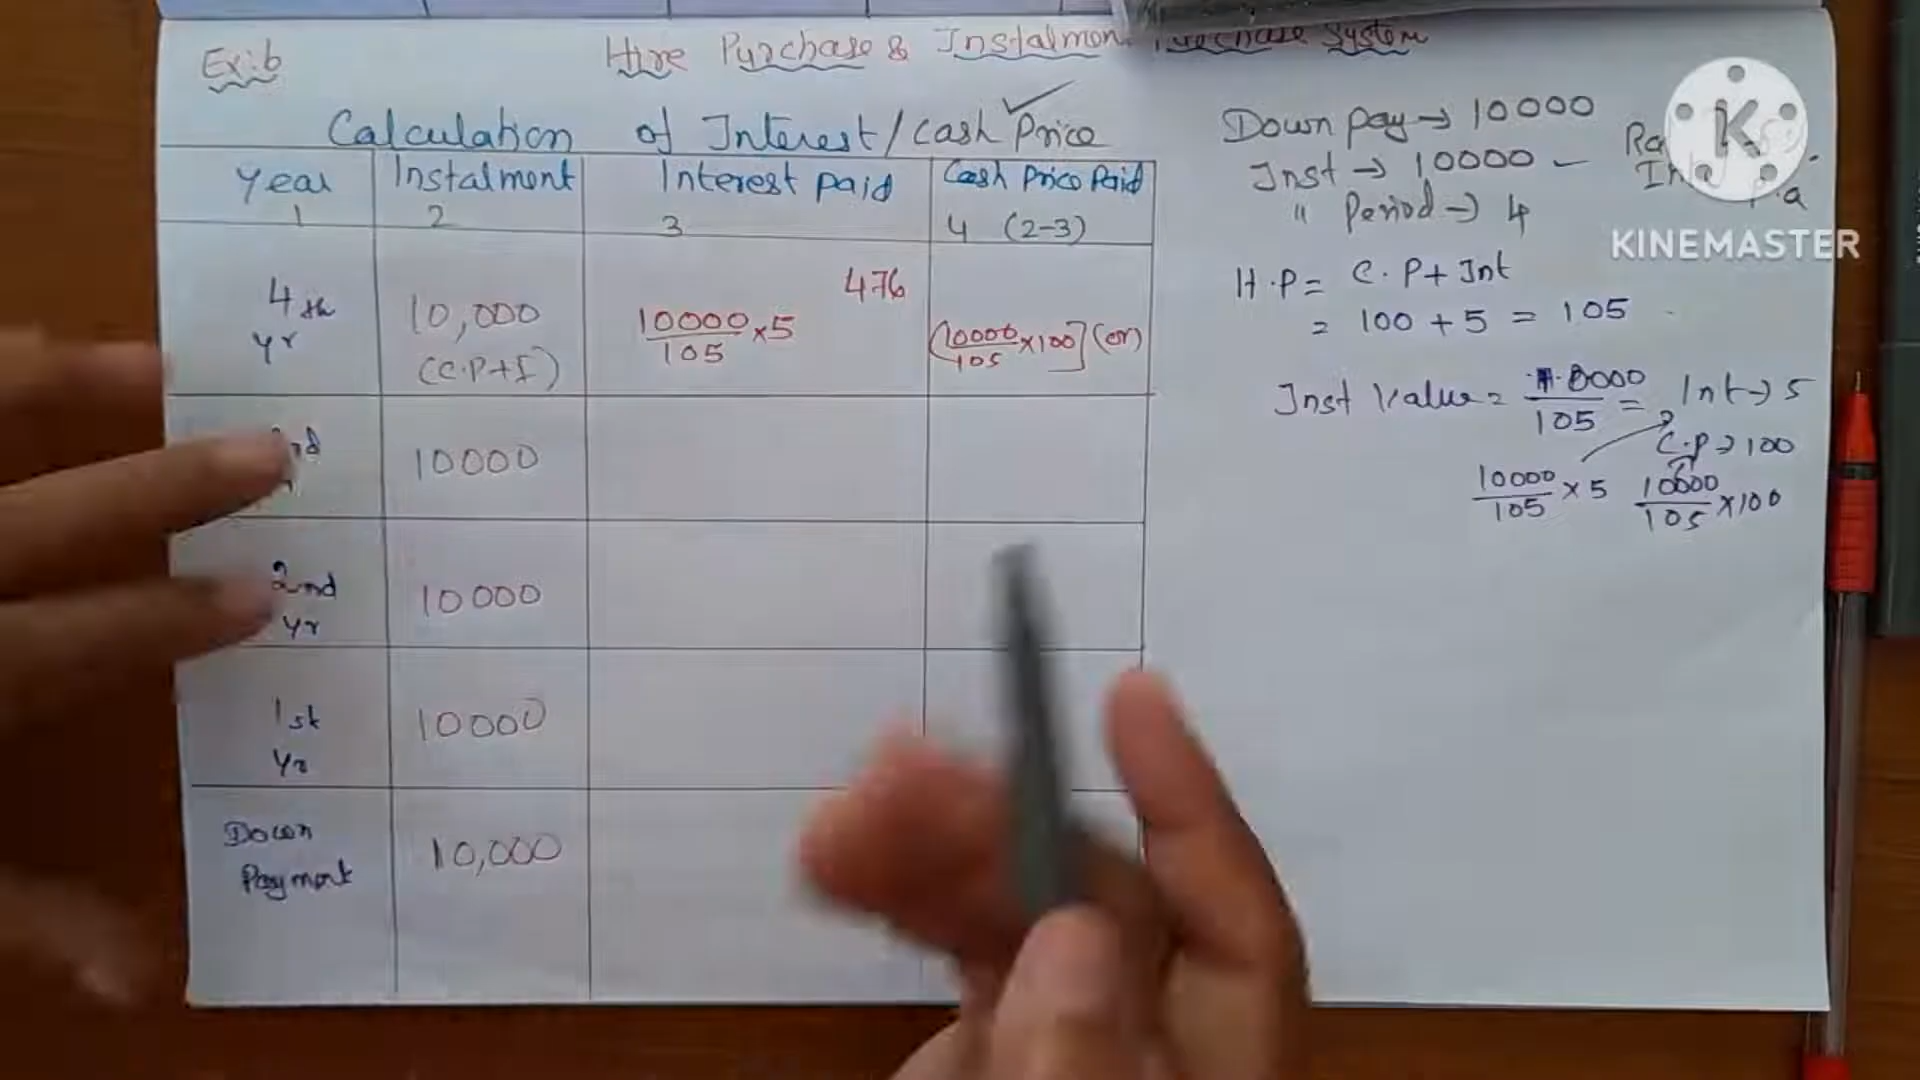 Ex:6
Hire Purchase & Instalment Purchase System
Calculation of Interest/Cash Price
Year Instalment Interest paid Cash Price Paid
1 2 3 4 (2-3)
4th yr 10,000 (C.P+I) 10000/105 x5 476 [10000/105 x100] (or)
rd 10000
2nd yr 10000
1st yr 10000
Down Payment 10,000
Down pay → 10000
Inst → 10000 –
" Period → 4
H.P = C.P + Int
= 100 + 5 = 105
Inst Value = 10000/105 = Int → 5
C.P → 100
10000/105 x 5 10000/105 x100
K
KINEMASTER